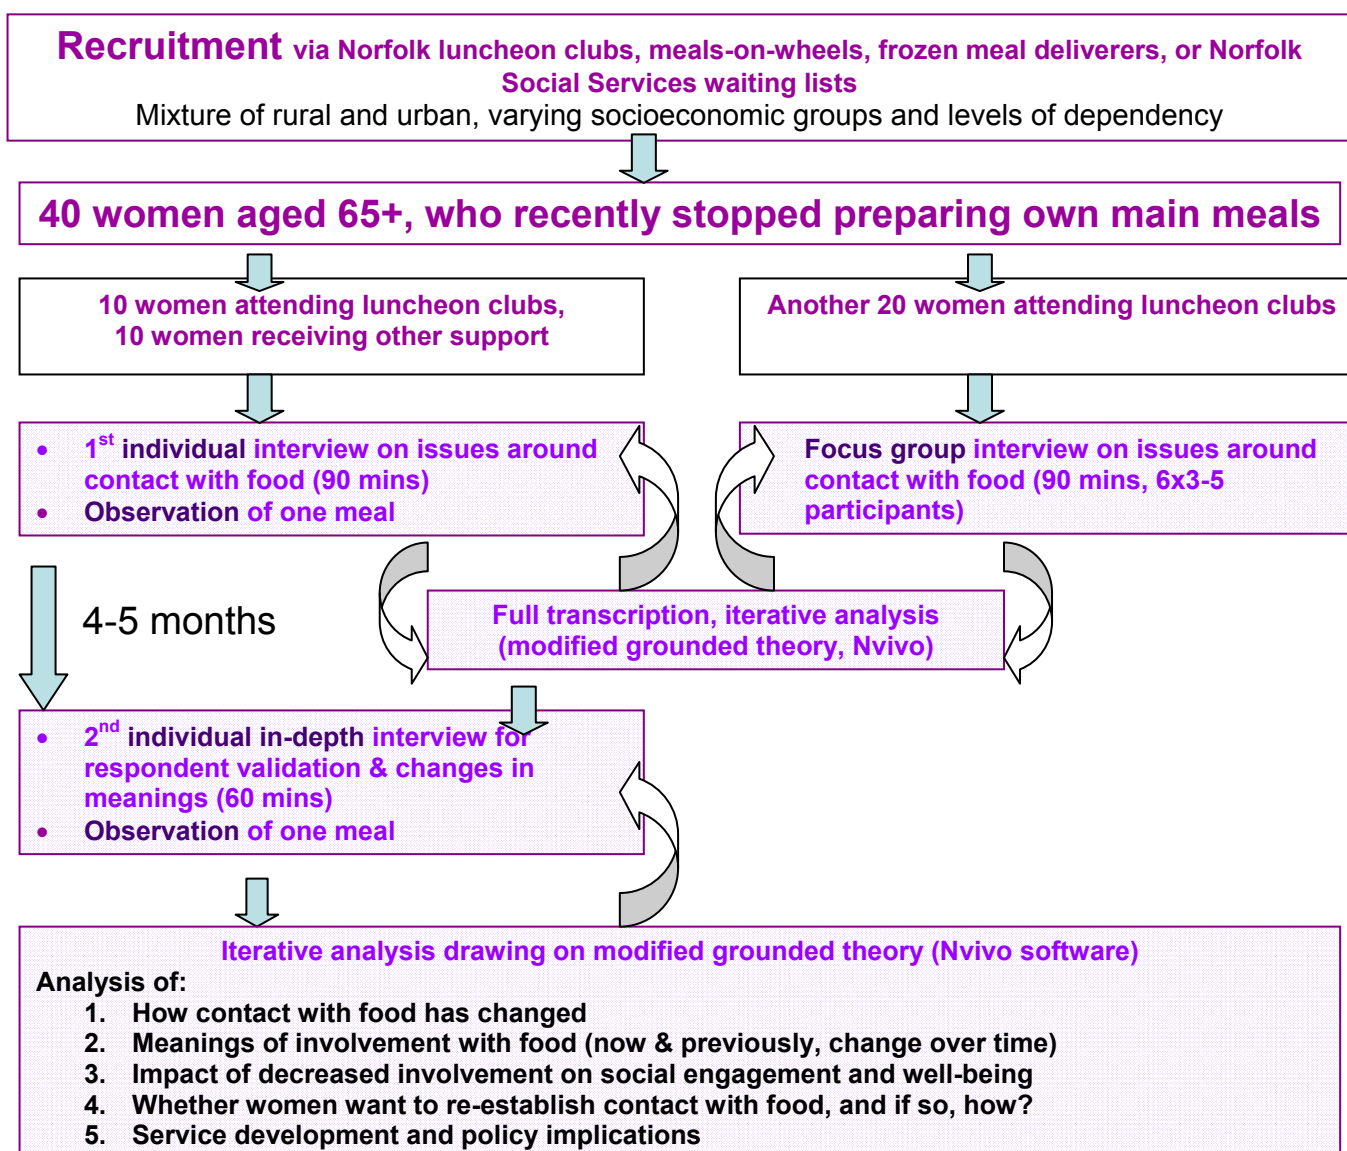 Recruitment via Norfolk luncheon clubs, meals-on-wheels, frozen meal deliverers, or Norfolk
Social Services waiting lists
Mixture of rural and urban, varying socioeconomic groups and levels of dependency
40 women aged 65+, who recently stopped preparing own main meals
10 women attending luncheon clubs,
10 women receiving other support
Another 20 women attending luncheon clubs
• 1st individual interview on issues around
contact with food (90 mins)
• Observation of one meal
Focus group interview on issues around
contact with food (90 mins, 6x3-5
participants)
4-5 months
Full transcription, iterative analysis
(modified grounded theory, Nvivo)
• 2nd individual in-depth interview for
respondent validation & changes in
meanings (60 mins)
• Observation of one meal
Iterative analysis drawing on modified grounded theory (Nvivo software)
Analysis of:
1. How contact with food has changed
2. Meanings of involvement with food (now & previously, change over time)
3. Impact of decreased involvement on social engagement and well-being
4. Whether women want to re-establish contact with food, and if so, how?
5. Service development and policy implications